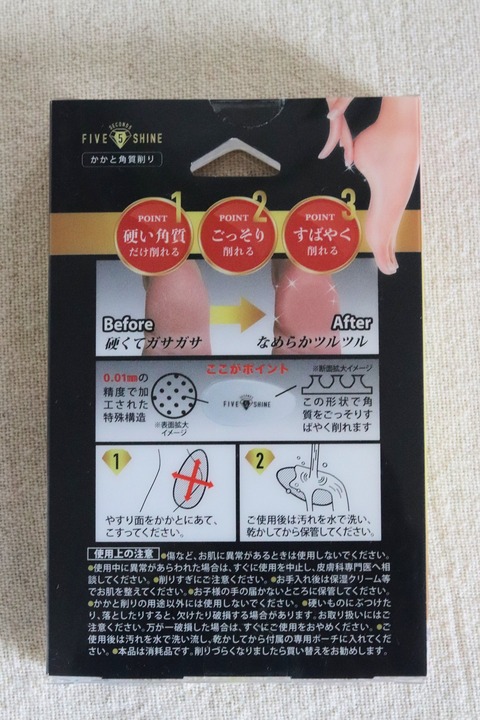 SECONDS
FIVE 5 SHINE
かかと角質削り
POINT 1
硬い角質
だけ削れる
POINT 2
ごっそり
削れる
POINT 3
すばやく
削れる
Before
硬くてガサガサ
After
なめらかツルツル
ここがポイント
0.01㎜の
精度で加
工された
特殊構造
※表面拡大
イメージ
FIVE 5 SHINE
※断面拡大イメージ
この形状で角
質をごっそりす
ばやく削れます
1
やすり面をかかとにあて、
こすってください。
2
ご使用後は汚れを水で洗い、
乾かしてから保管してください。
使用上の注意 ●傷など、お肌に異常があるときは使用しないでください。
●使用中に異常があらわれた場合は、すぐに使用を中止し、皮膚科専門医へ相
談してください。●削りすぎにご注意ください。●お手入れ後は保湿クリーム等
でお肌を整えてください。●お子様の手の届かないところに保管してください。
●かかと削りの用途以外には使用しないでください。●硬いものにぶつけた
り、落としたりすると、欠けたり破損する場合があります。お取り扱いにはご
注意ください。万が一破損した場合は、すぐにご使用をおやめください。●ご
使用後は汚れを水で洗い流し、乾かしてから付属の専用ポーチに入れてくだ
さい。●本品は消耗品です。削りづらくなりましたら買い替えをお勧めします。